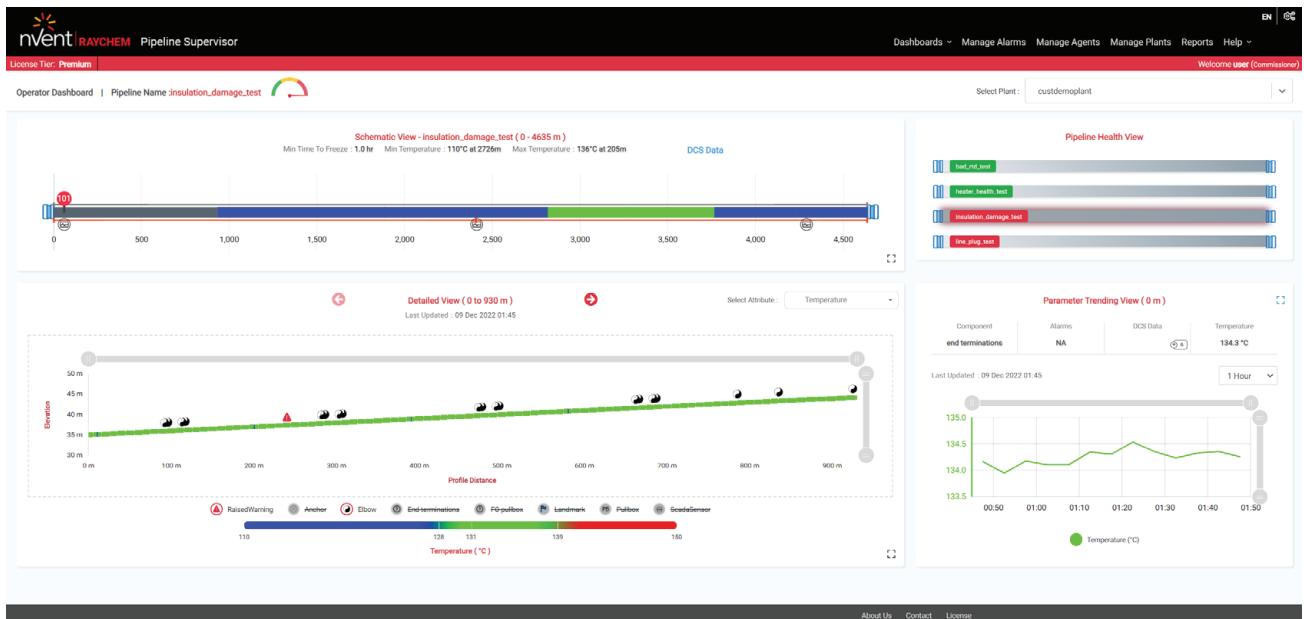 EN
nVent RAYCHEM Pipeline Supervisor
Dashboards Manage Alarms Manage Agents Manage Plants Reports Help
License Tier: Premium
Welcome user (Commissioner)
Operator Dashboard | Pipeline Name :insulation_damage_test
Select Plant : custdemoplant
Schematic View - insulation_damage_test ( 0 - 4635 m )
Min Time To Freeze : 1.0 hr Min Temperature : 110°C at 2726m Max Temperature : 136°C at 205m
DCS Data
101
0 500 1,000 1,500 2,000 2,500 3,000 3,500 4,000 4,500
Pipeline Health View
bad_rtd_test
heater_health_test
insulation_damage_test
line_plug_test
Detailed View ( 0 to 930 m )
Last Updated : 09 Dec 2022 01:45
Select Attribute : Temperature
50 m
45 m
40 m
35 m
30 m
Elevation
0 m 100 m 200 m 300 m 400 m 500 m 600 m 700 m 800 m 900 m
Profile Distance
RaisedWarning Anchor Elbow End terminations FG pullbox Landmark PB Pullbox ScadaSensor
110 128 131 139 150
Temperature ( °C )
Parameter Trending View ( 0 m )
Component Alarms DCS Data Temperature
end terminations NA 6 134.3 °C
Last Updated : 09 Dec 2022 01:45
1 Hour
135.0
134.5
134.0
133.5
00:50 01:00 01:10 01:20 01:30 01:40 01:50
Temperature (°C)
About Us Contact License